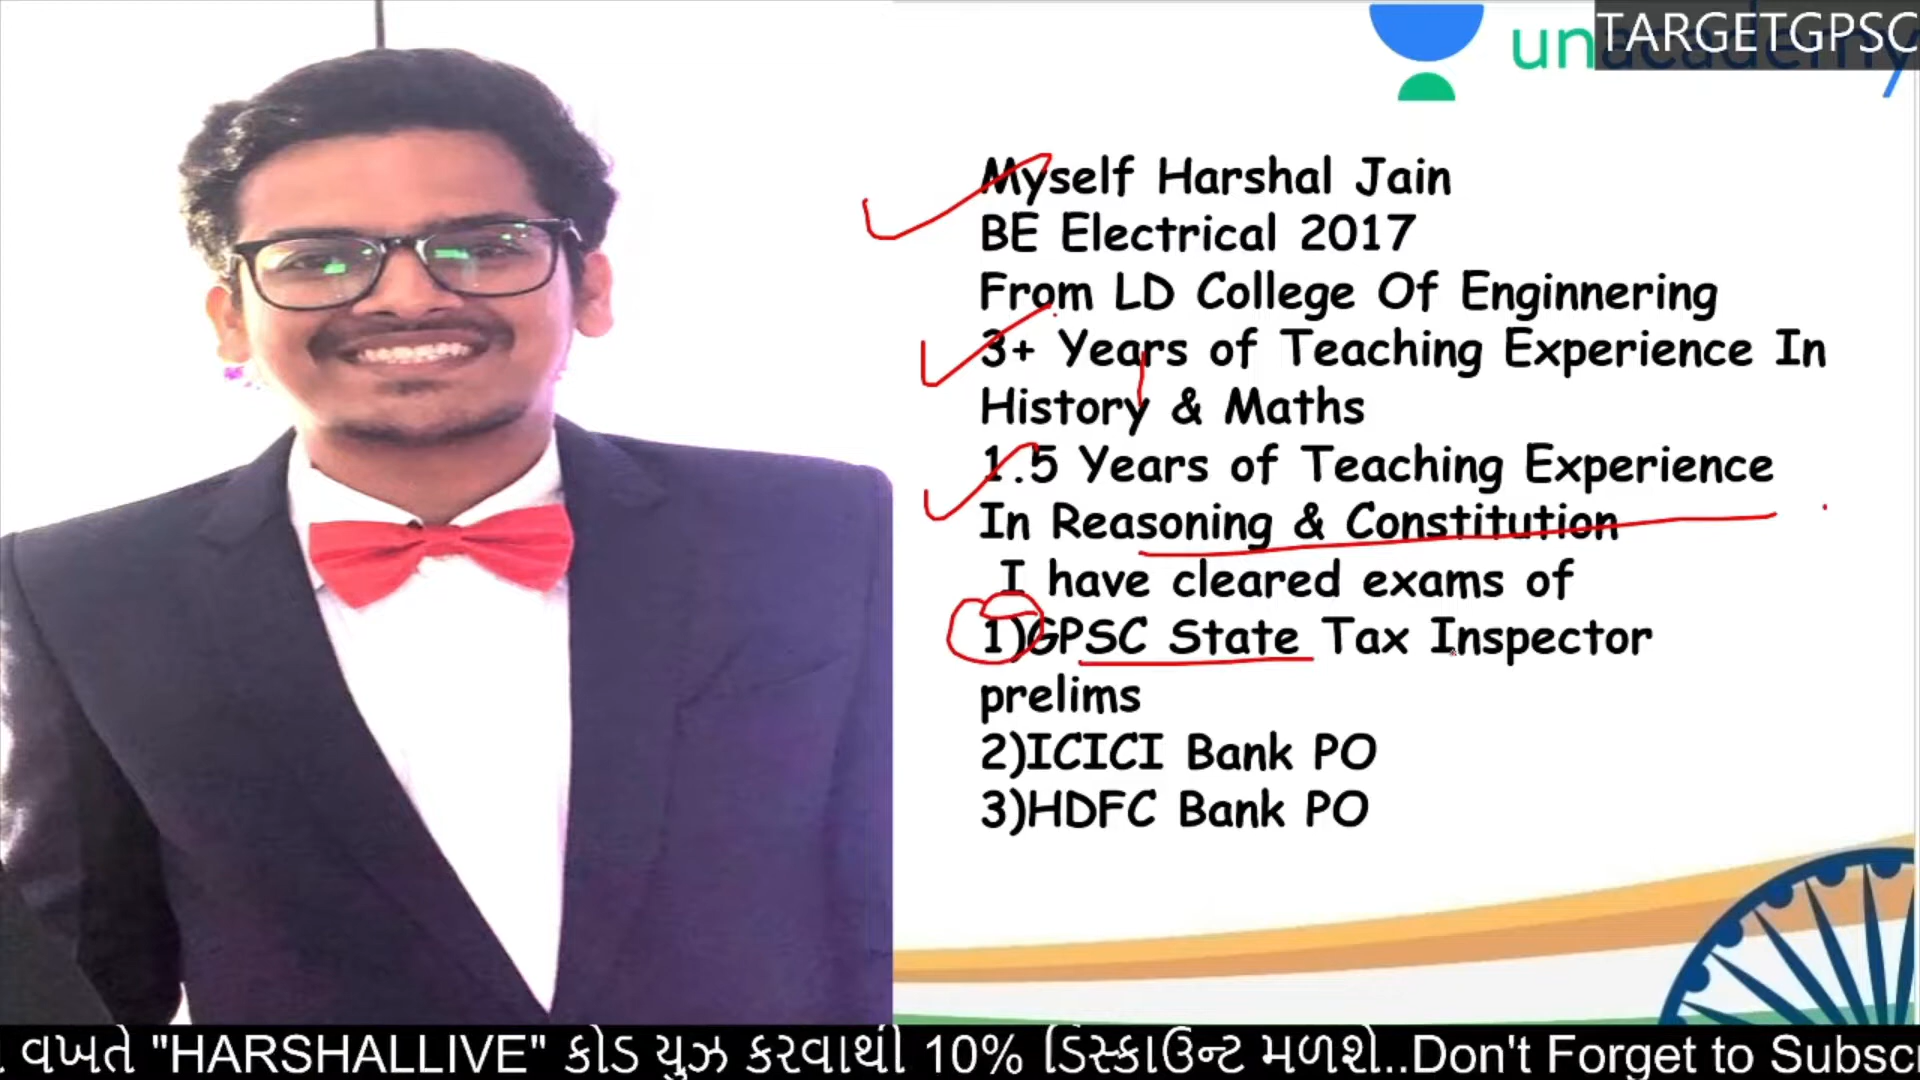 unacademy
TARGETGPSC
Myself Harshal Jain
BE Electrical 2017
From LD College Of Enginnering
3+ Years of Teaching Experience In
History & Maths
1.5 Years of Teaching Experience
In Reasoning & Constitution
I have cleared exams of
1)GPSC State Tax Inspector
prelims
2)ICICI Bank PO
3)HDFC Bank PO
વખતે "HARSHALLIVE" કોડ યુઝ કરવાથી 10% ડિસ્કાઉન્ટ મળશે..Don't Forget to Subsc